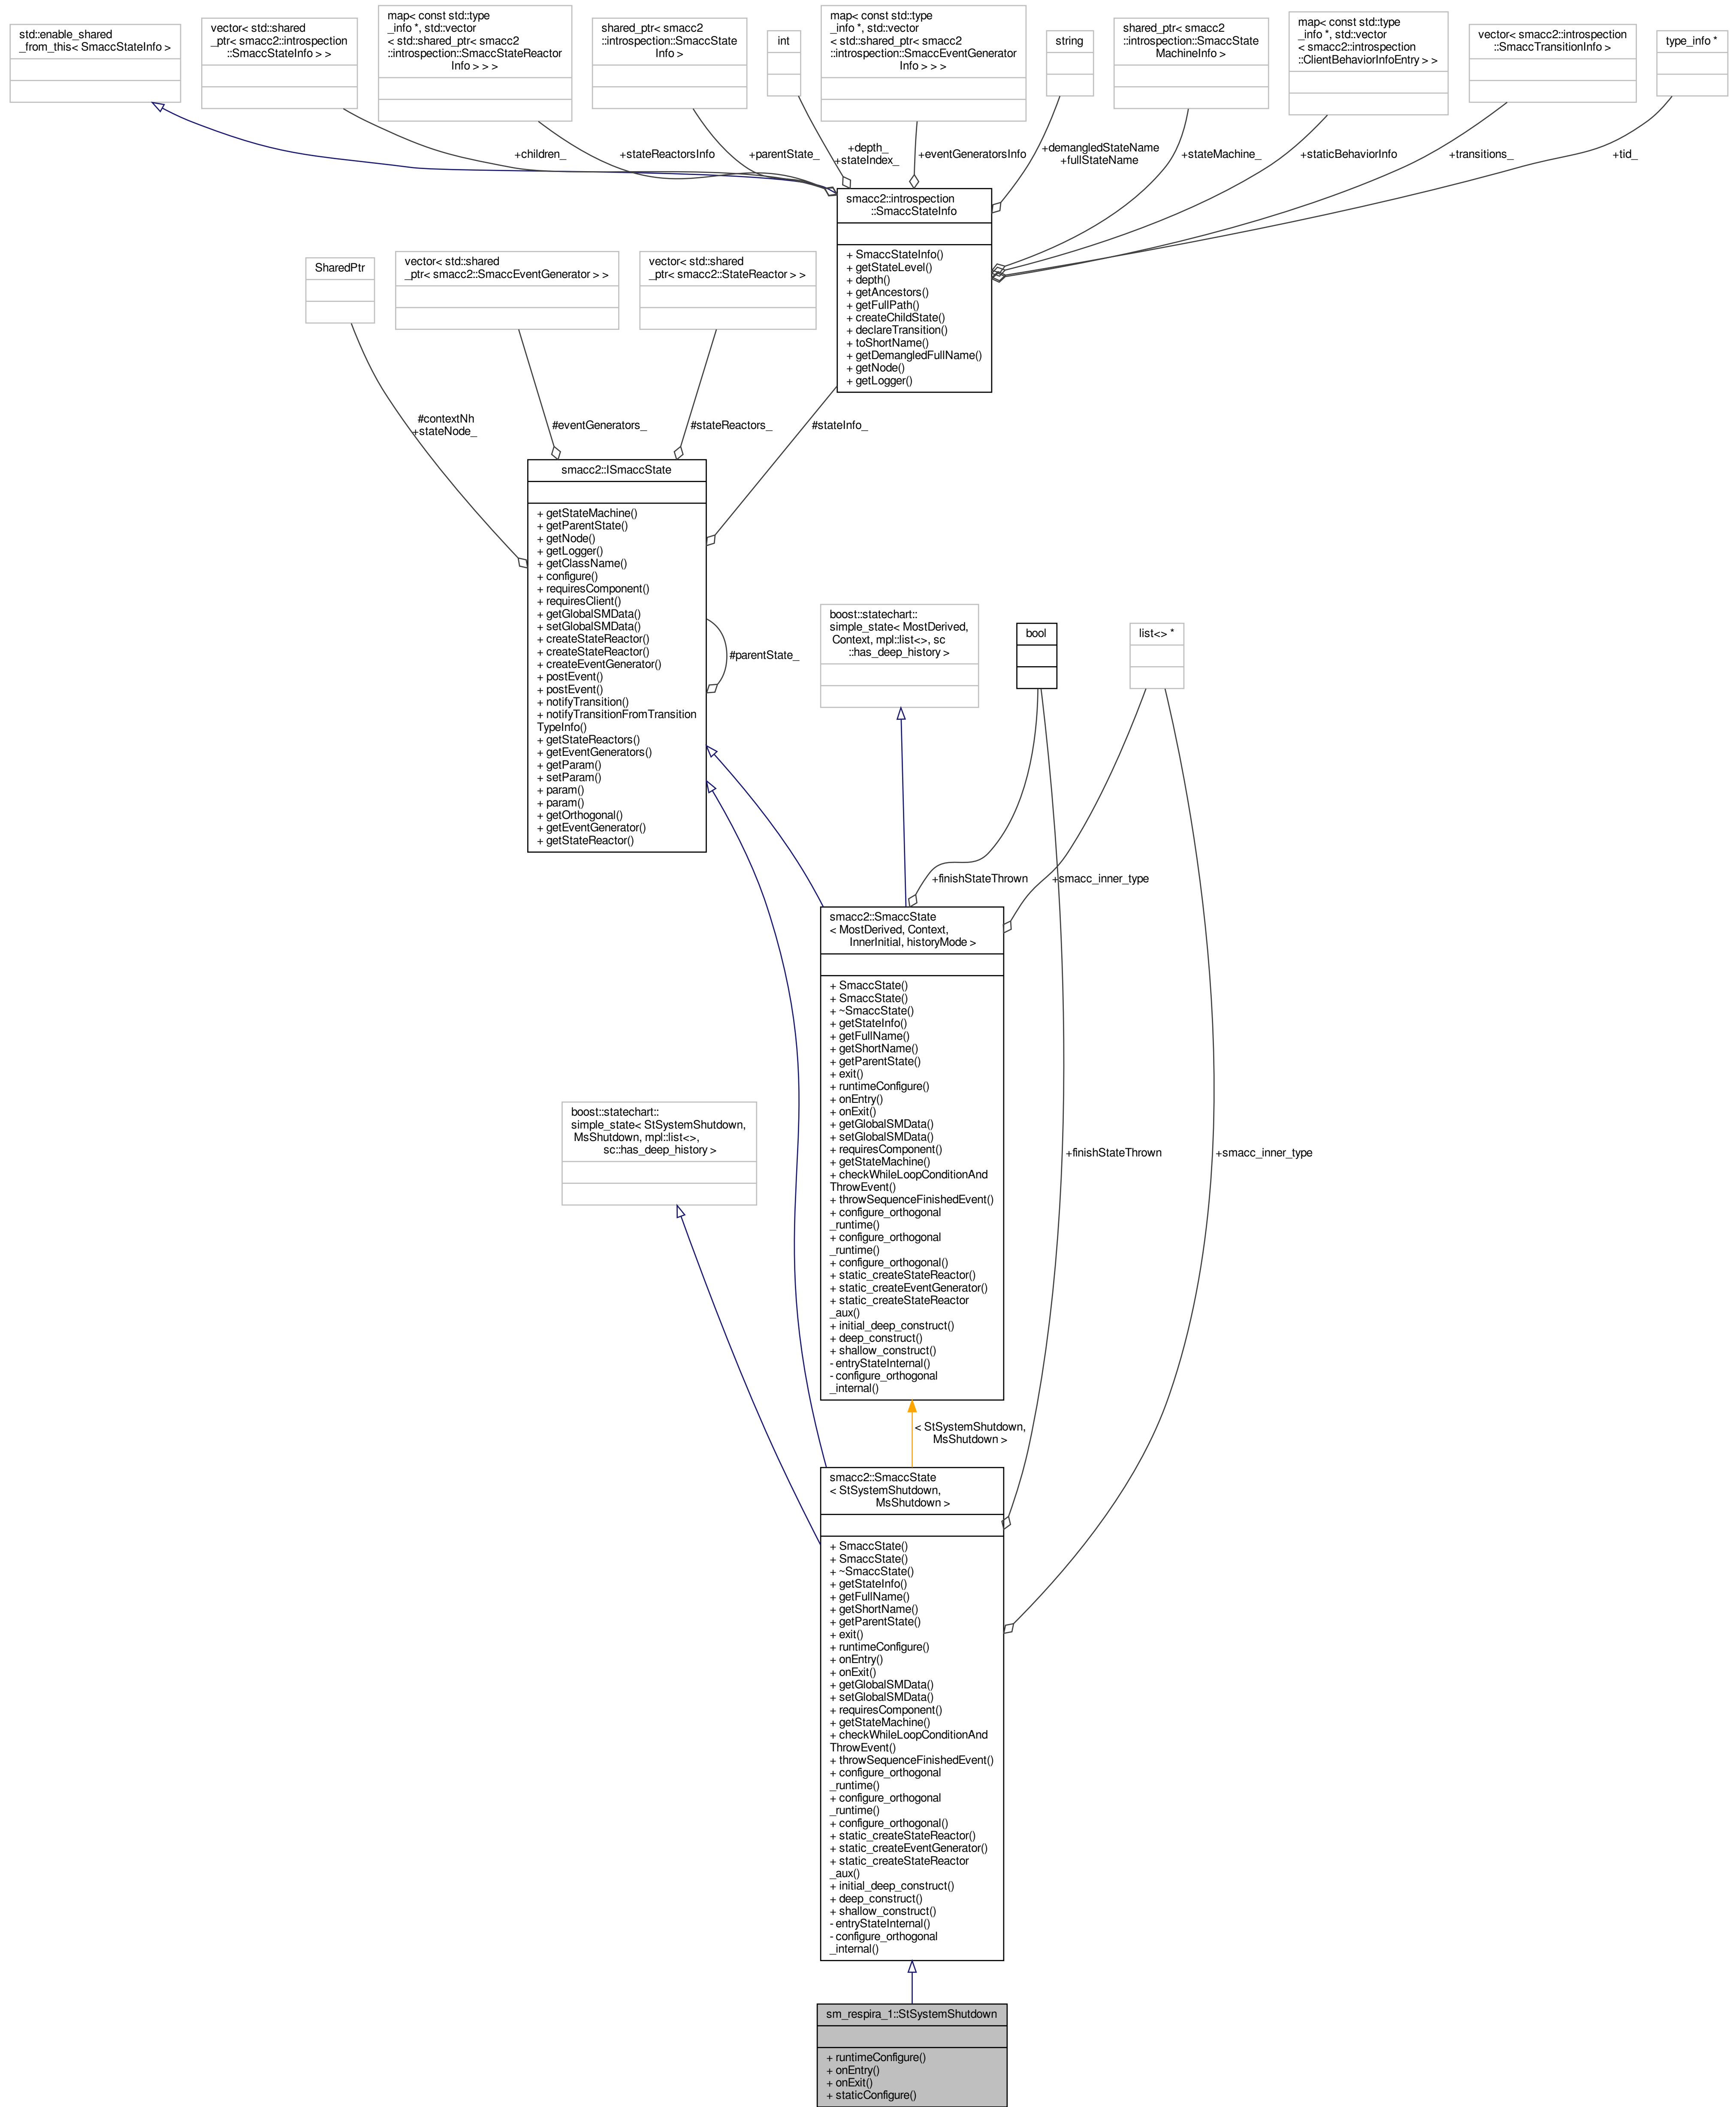 std::enable_shared
_from_this< SmaccStateInfo >
vector< std::shared
_ptr< smacc2::introspection
::SmaccStateInfo > >
map< const std::type
_info *, std::vector
< std::shared_ptr< smacc2
::introspection::SmaccStateReactor
Info > > >
shared_ptr< smacc2
::introspection::SmaccState
Info >
int
map< const std::type
_info *, std::vector
< std::shared_ptr< smacc2
::introspection::SmaccEventGenerator
Info > > >
string
shared_ptr< smacc2
::introspection::SmaccState
MachineInfo >
map< const std::type
_info *, std::vector
< smacc2::introspection
::ClientBehaviorInfoEntry > >
vector< smacc2::introspection
::SmaccTransitionInfo >
type_info *
+children_
+stateReactorsInfo
+parentState_
+depth_
+stateIndex_
+eventGeneratorsInfo
+demangledStateName
+fullStateName
+stateMachine_
+staticBehaviorInfo
+transitions_
+tid_
smacc2::introspection
::SmaccStateInfo
+ SmaccStateInfo()
+ getStateLevel()
+ depth()
+ getAncestors()
+ getFullPath()
+ createChildState()
+ declareTransition()
+ toShortName()
+ getDemangledFullName()
+ getNode()
+ getLogger()
SharedPtr
vector< std::shared
_ptr< smacc2::SmaccEventGenerator > >
vector< std::shared
_ptr< smacc2::StateReactor > >
#contextNh
+stateNode_
#eventGenerators_
#stateReactors_
#stateInfo_
smacc2::ISmaccState
+ getStateMachine()
+ getParentState()
+ getNode()
+ getLogger()
+ getClassName()
+ configure()
+ requiresComponent()
+ requiresClient()
+ getGlobalSMData()
+ setGlobalSMData()
+ createStateReactor()
+ createStateReactor()
+ createEventGenerator()
+ postEvent()
+ postEvent()
+ notifyTransition()
+ notifyTransitionFromTransition
TypeInfo()
+ getStateReactors()
+ getEventGenerators()
+ getParam()
+ setParam()
+ param()
+ param()
+ getOrthogonal()
+ getEventGenerator()
+ getStateReactor()
#parentState_
boost::statechart::
simple_state< MostDerived,
Context, mpl::list<>, sc
::has_deep_history >
bool
list<> *
+finishStateThrown
+smacc_inner_type
smacc2::SmaccState
< MostDerived, Context,
InnerInitial, historyMode >
+ SmaccState()
+ SmaccState()
+ ~SmaccState()
+ getStateInfo()
+ getFullName()
+ getShortName()
+ getParentState()
+ exit()
+ runtimeConfigure()
+ onEntry()
+ onExit()
+ getGlobalSMData()
+ setGlobalSMData()
+ requiresComponent()
+ getStateMachine()
+ checkWhileLoopConditionAnd
ThrowEvent()
+ throwSequenceFinishedEvent()
+ configure_orthogonal
_runtime()
+ configure_orthogonal
_runtime()
+ configure_orthogonal()
+ static_createStateReactor()
+ static_createEventGenerator()
+ static_createStateReactor
_aux()
+ initial_deep_construct()
+ deep_construct()
+ shallow_construct()
- entryStateInternal()
- configure_orthogonal
_internal()
boost::statechart::
simple_state< StSystemShutdown,
MsShutdown, mpl::list<>,
sc::has_deep_history >
+finishStateThrown
+smacc_inner_type
< StSystemShutdown,
MsShutdown >
smacc2::SmaccState
< StSystemShutdown,
MsShutdown >
+ SmaccState()
+ SmaccState()
+ ~SmaccState()
+ getStateInfo()
+ getFullName()
+ getShortName()
+ getParentState()
+ exit()
+ runtimeConfigure()
+ onEntry()
+ onExit()
+ getGlobalSMData()
+ setGlobalSMData()
+ requiresComponent()
+ getStateMachine()
+ checkWhileLoopConditionAnd
ThrowEvent()
+ throwSequenceFinishedEvent()
+ configure_orthogonal
_runtime()
+ configure_orthogonal
_runtime()
+ configure_orthogonal()
+ static_createStateReactor()
+ static_createEventGenerator()
+ static_createStateReactor
_aux()
+ initial_deep_construct()
+ deep_construct()
+ shallow_construct()
- entryStateInternal()
- configure_orthogonal
_internal()
sm_respira_1::StSystemShutdown
+ runtimeConfigure()
+ onEntry()
+ onExit()
+ staticConfigure()